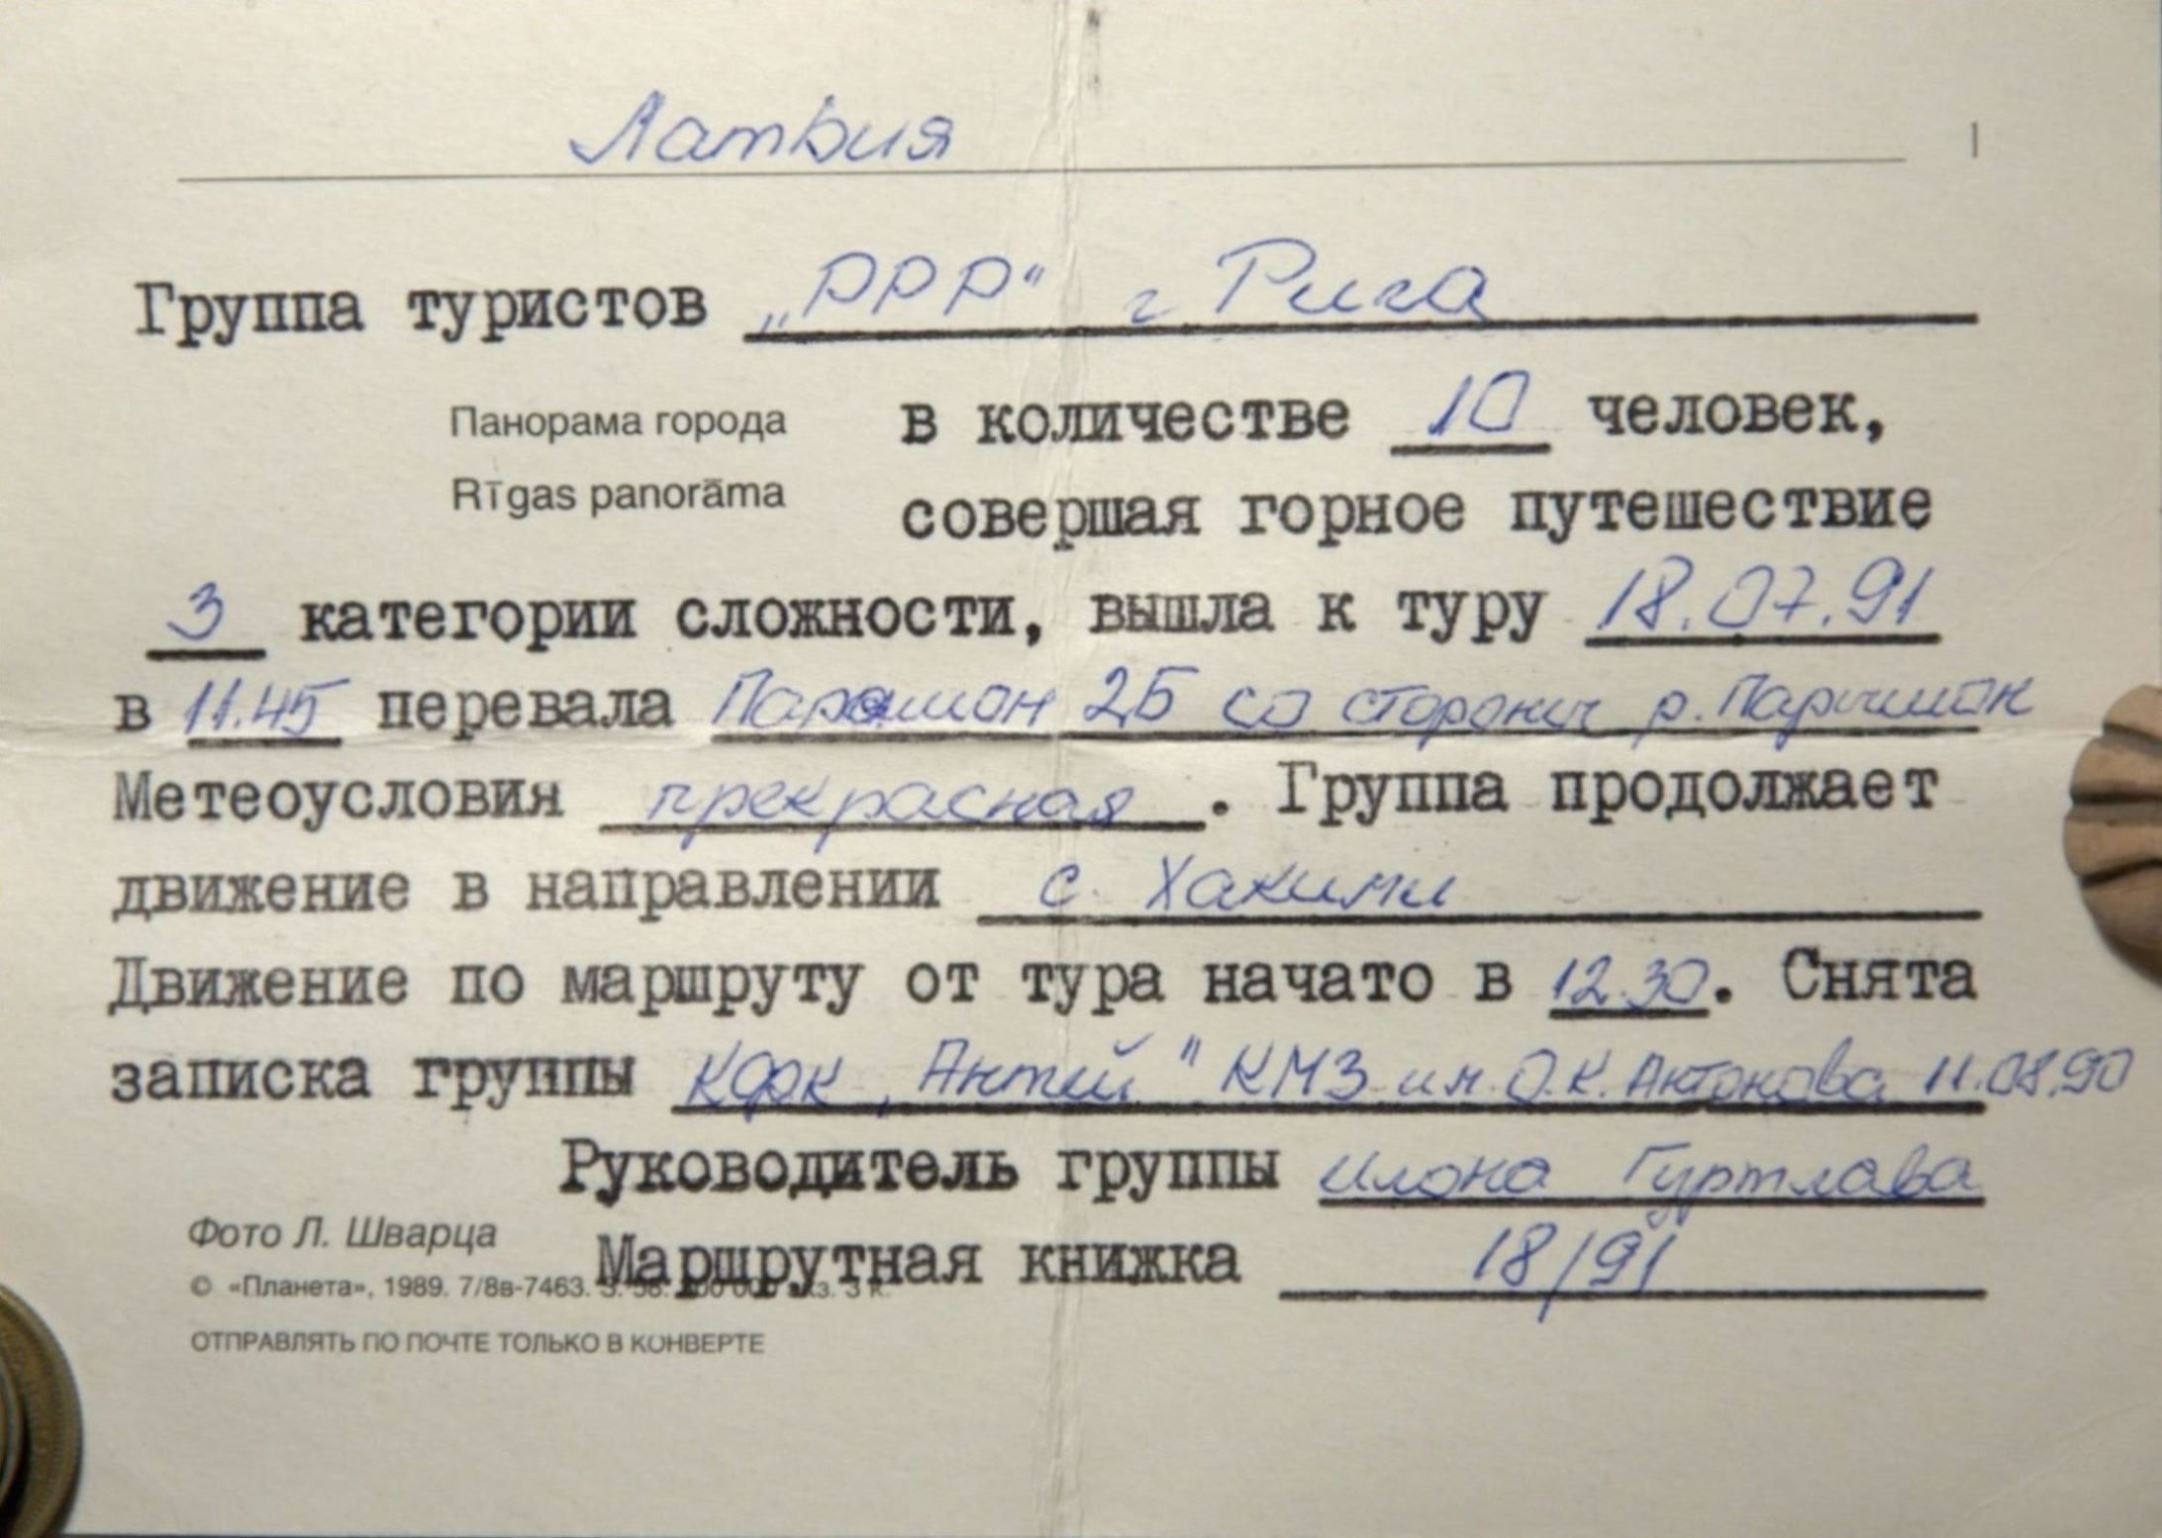 Латвия
Группа туристов „РРР“ г Рига
Панорама города в количестве 10 человек,
Rīgas panorāma совершая горное путешествие
3 категории сложности, вышла к туру 18.07.91
в 11.45 перевала 2Б со стороны р.
Метеоусловия прекрасная. Группа продолжает
движение в направлении с. Хакими
Движение по маршруту от тура начато в 12.30. Снята
записка группы КФК „Антей" КМЗ им. О.К. Антонова 11.08.90
Руководитель группы Илона Гуртлава
Фото Л. Шварца
Маршрутная книжка 18/91
© «Планета», 1989. 7/8в-7463. 3 к.
ОТПРАВЛЯТЬ ПО ПОЧТЕ ТОЛЬКО В КОНВЕРТЕ